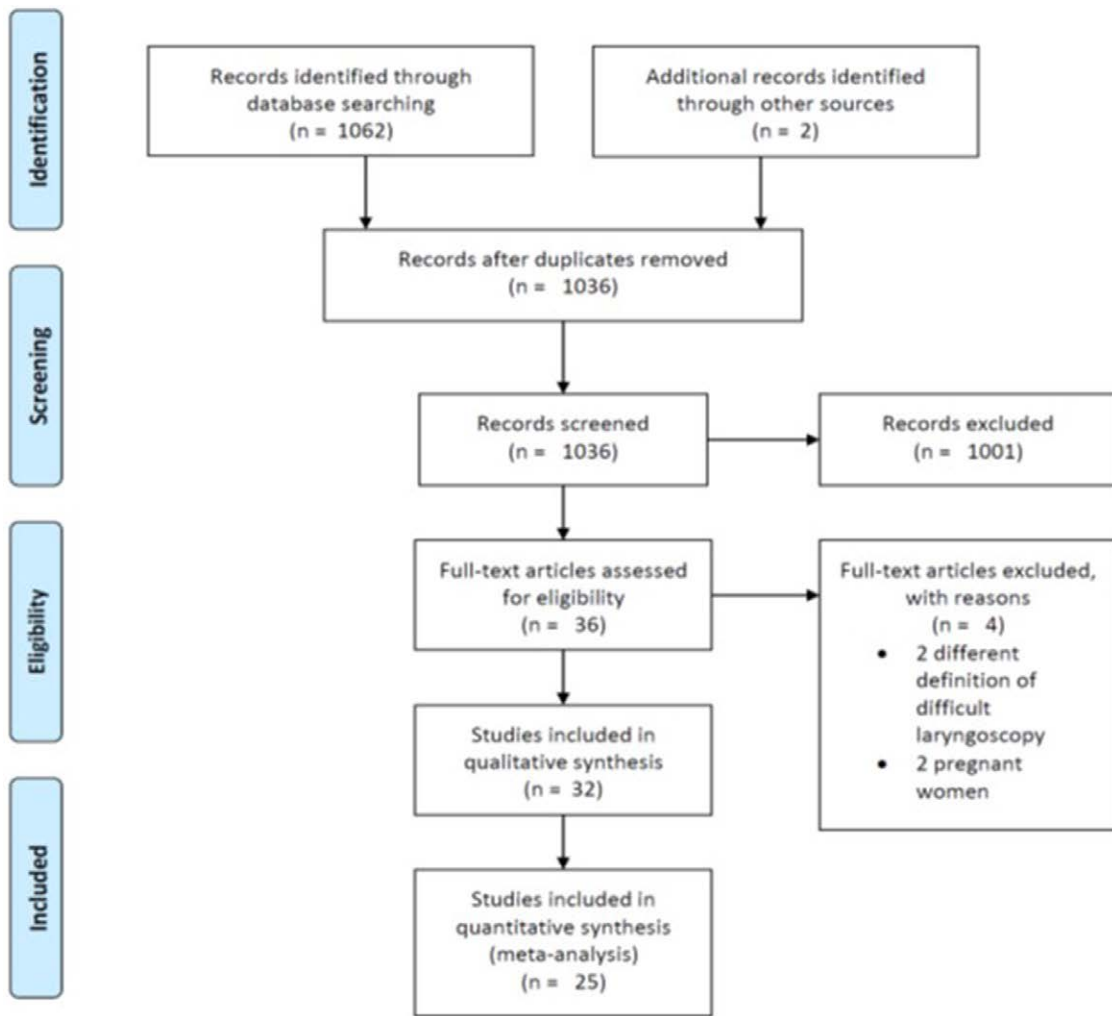 Identification
Records identified through
database searching
(n = 1062)
Additional records identified
through other sources
(n = 2)
Records after duplicates removed
(n = 1036)
Screening
Records screened
(n = 1036)
Records excluded
(n = 1001)
Eligibility
Full-text articles assessed
for eligibility
(n = 36)
Full-text articles excluded,
with reasons
(n = 4)
• 2 different
definition of
difficult
laryngoscopy
• 2 pregnant
women
Studies included in
qualitative synthesis
(n = 32)
Included
Studies included in
quantitative synthesis
(meta-analysis)
(n = 25)